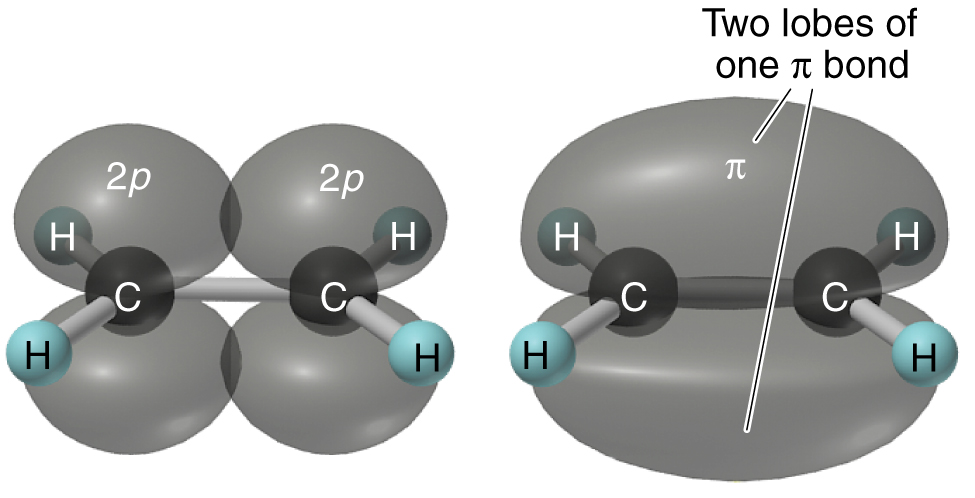 Two lobes of
one π bond
2p 2p
π
H H H H
C C C C
H H H H